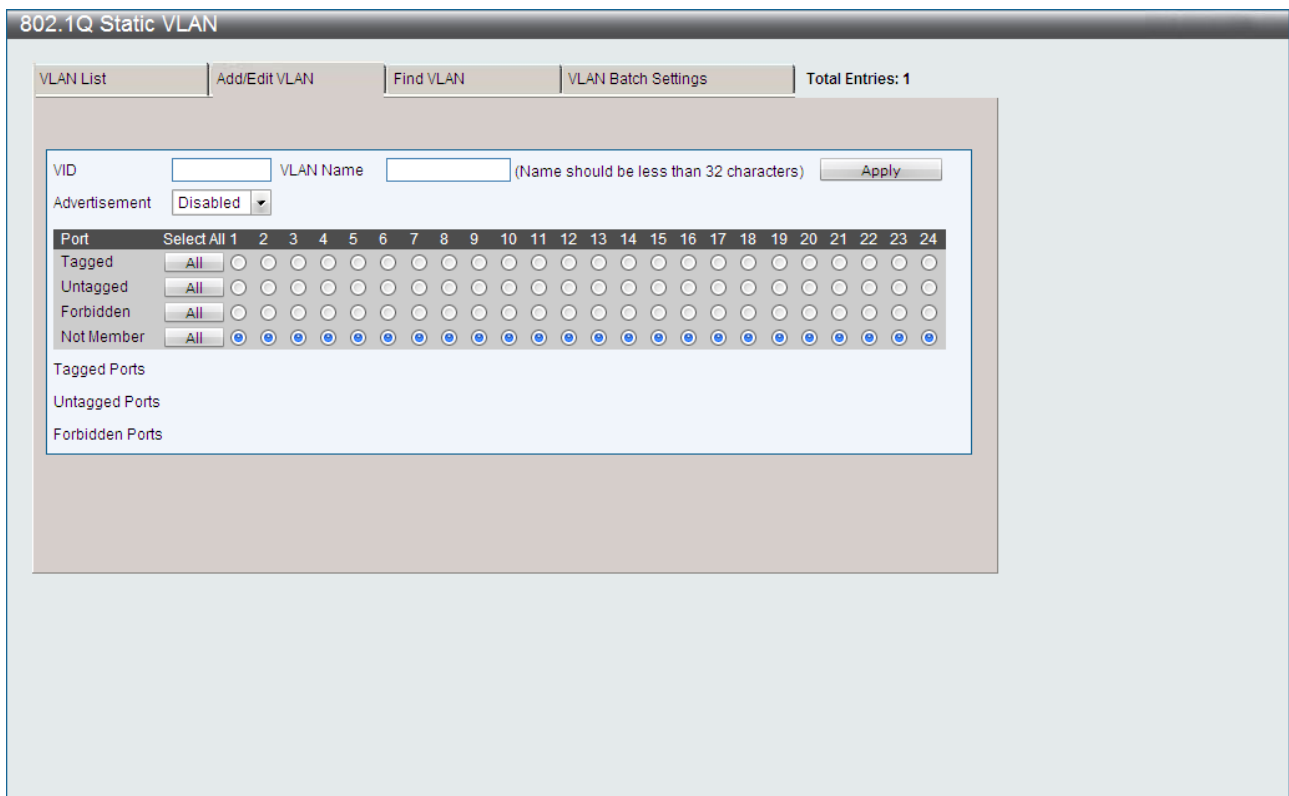 802.1Q Static VLAN
VLAN List Add/Edit VLAN Find VLAN VLAN Batch Settings Total Entries: 1
VID VLAN Name (Name should be less than 32 characters) Apply
Advertisement Disabled
Port Select All 1 2 3 4 5 6 7 8 9 10 11 12 13 14 15 16 17 18 19 20 21 22 23 24
Tagged All
Untagged All
Forbidden All
Not Member All
Tagged Ports
Untagged Ports
Forbidden Ports